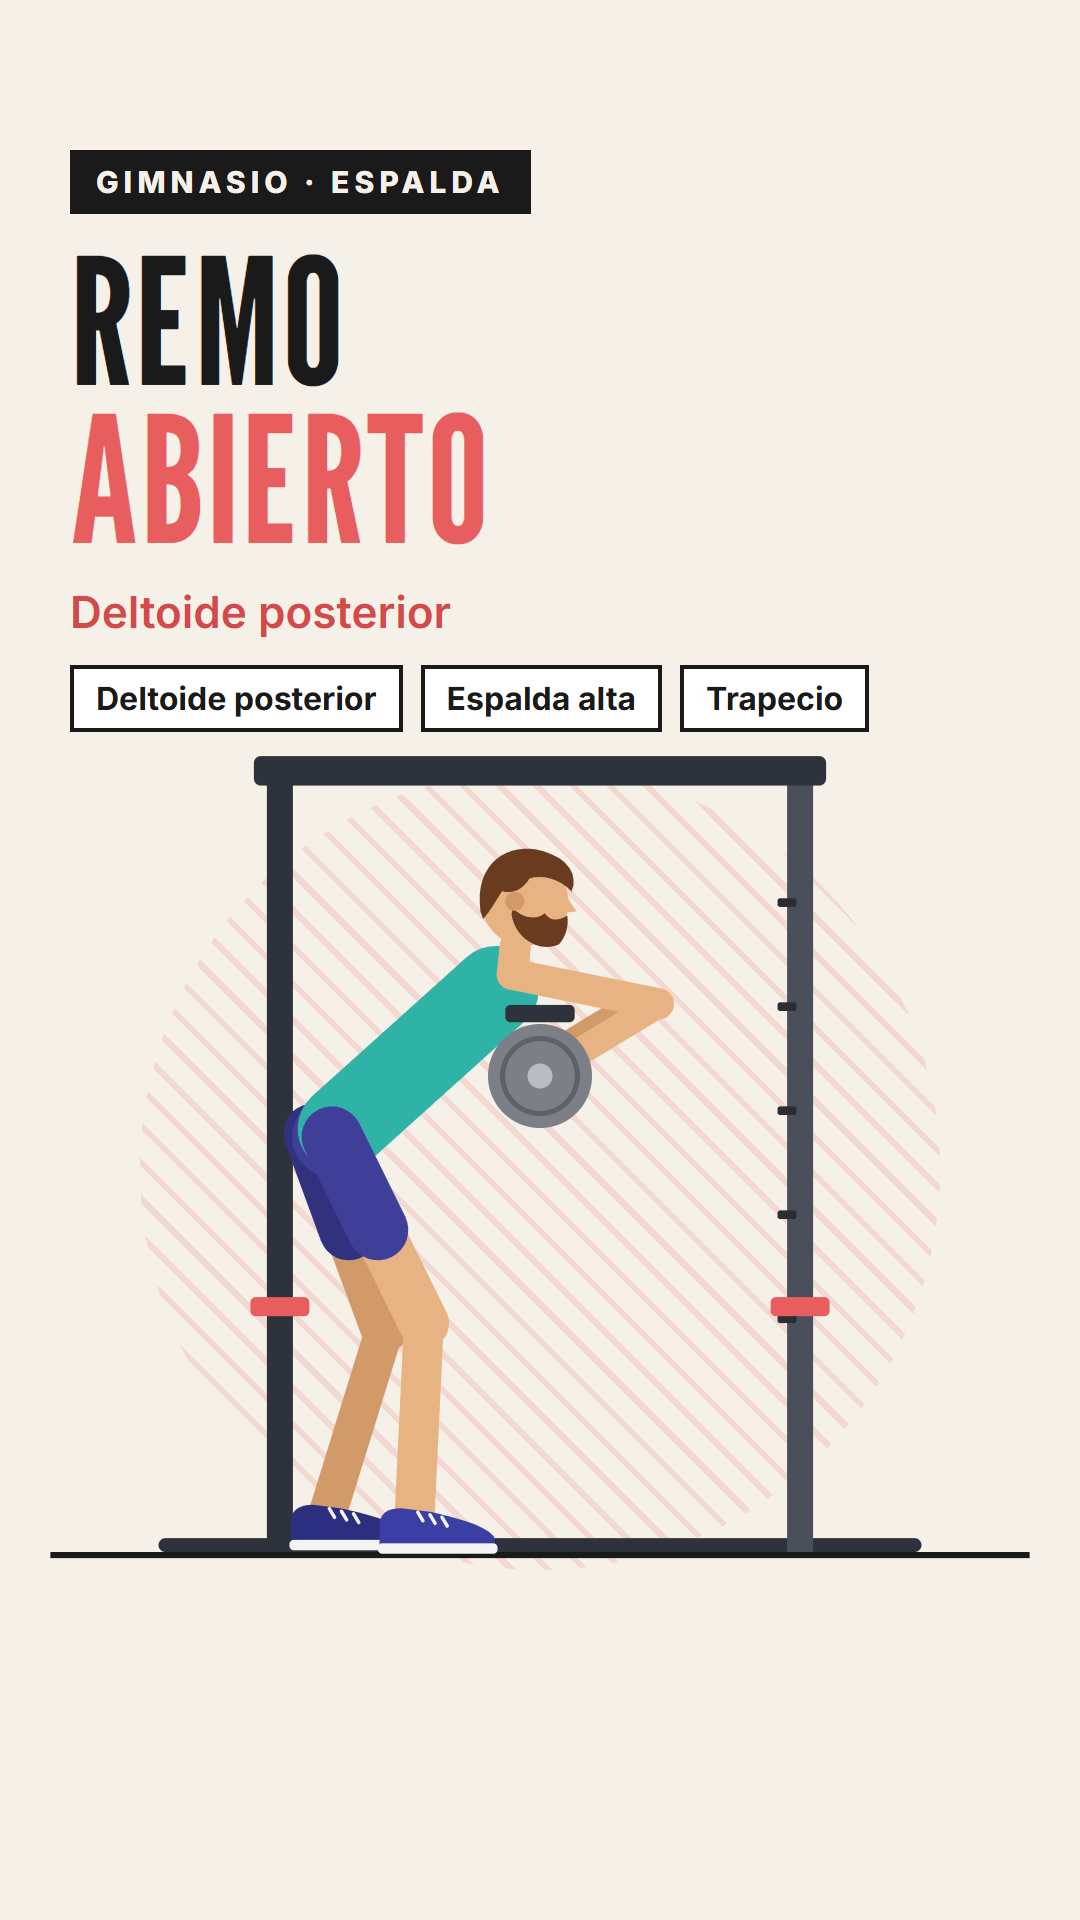 GIMNASIO · ESPALDA
REMO
ABIERTO
Deltoide posterior
Deltoide posterior Espalda alta Trapecio